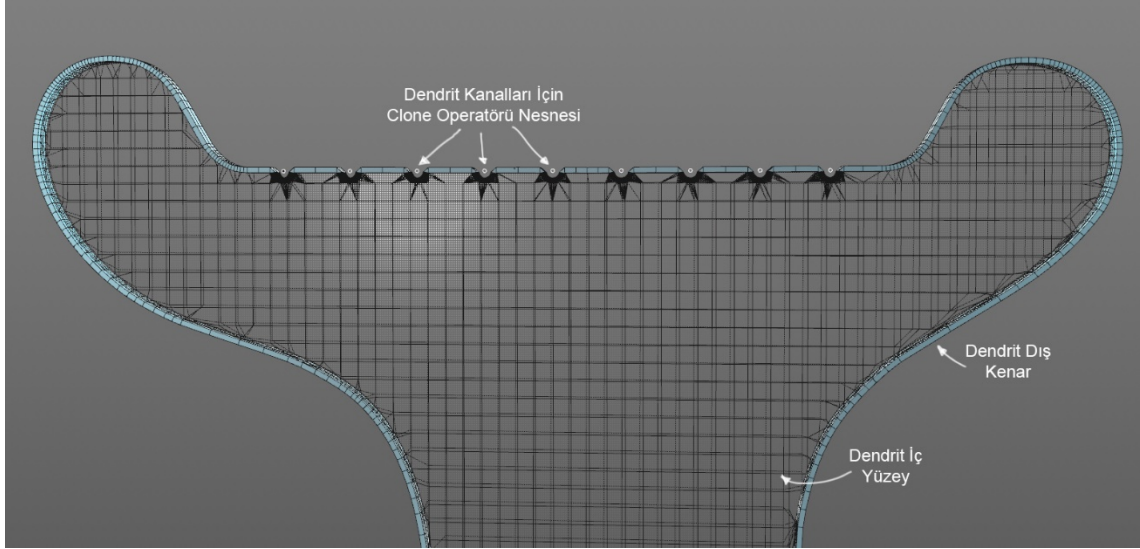 Dendrit Kanalları İçin
Clone Operatörü Nesnesi
Dendrit Dış
Kenar
Dendrit İç
Yüzey